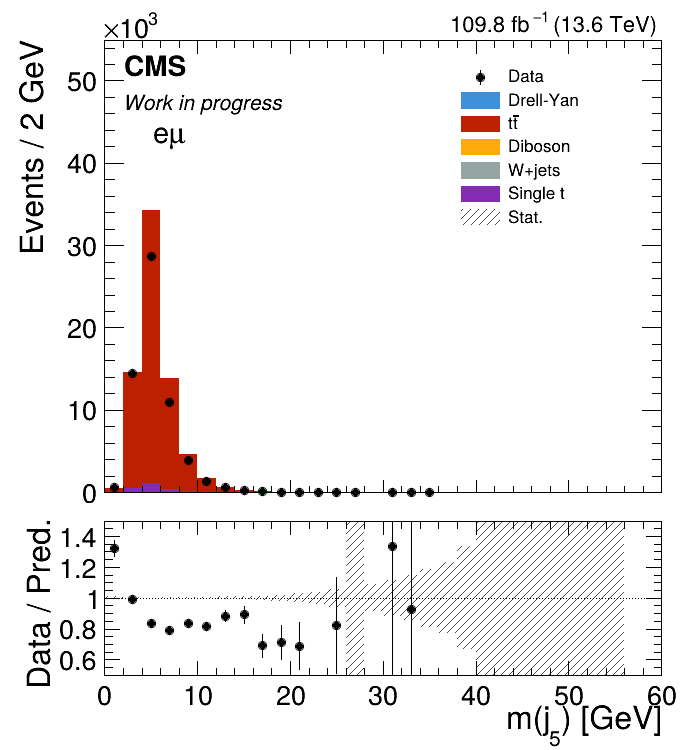 ×10³ 109.8 fb⁻¹ (13.6 TeV)
CMS
Work in progress
eμ
Data
Drell-Yan
tt̅
Diboson
W+jets
Single t
Stat.
Events / 2 GeV
50
40
30
20
10
0
Data / Pred.
1.4
1.2
1
0.8
0.6
0 10 20 30 40 50 60
m(j₅) [GeV]